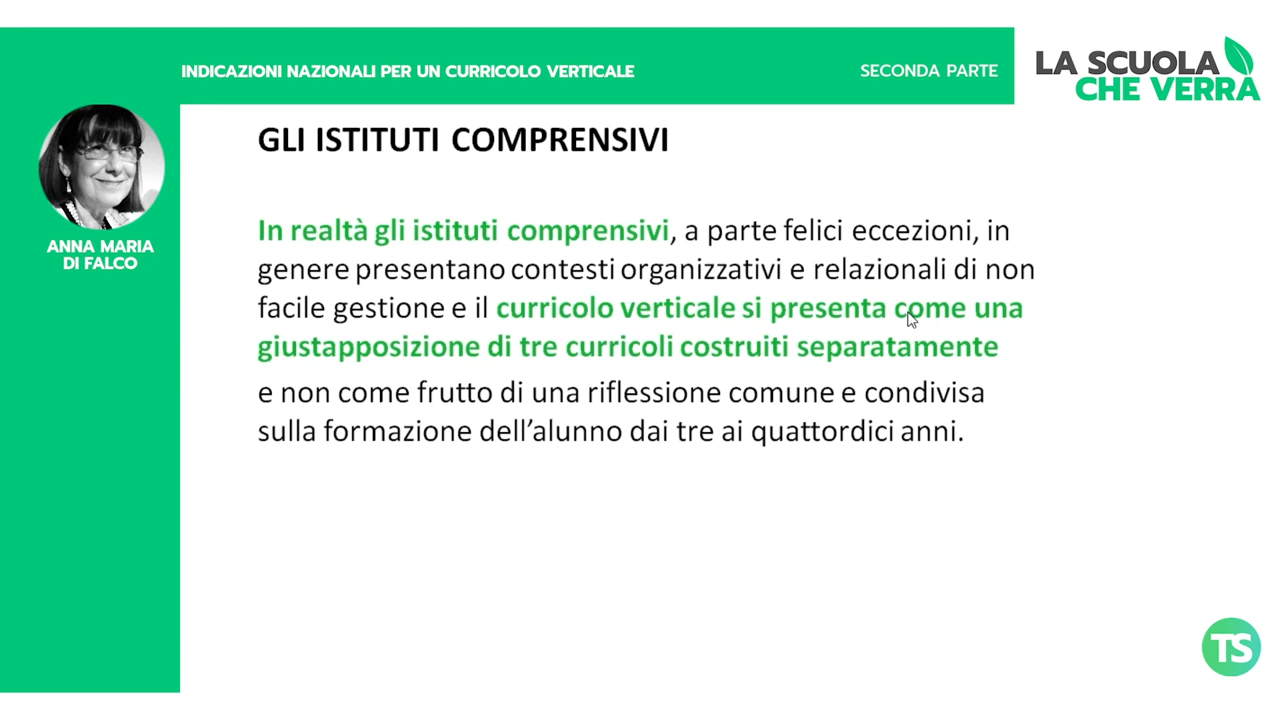 INDICAZIONI NAZIONALI PER UN CURRICOLO VERTICALE
SECONDA PARTE
LA SCUOLA
CHE VERRA
ANNA MARIA
DI FALCO
GLI ISTITUTI COMPRENSIVI
In realtà gli istituti comprensivi, a parte felici eccezioni, in
genere presentano contesti organizzativi e relazionali di non
facile gestione e il curricolo verticale si presenta come una
giustapposizione di tre curricoli costruiti separatamente
e non come frutto di una riflessione comune e condivisa
sulla formazione dell’alunno dai tre ai quattordici anni.
TS